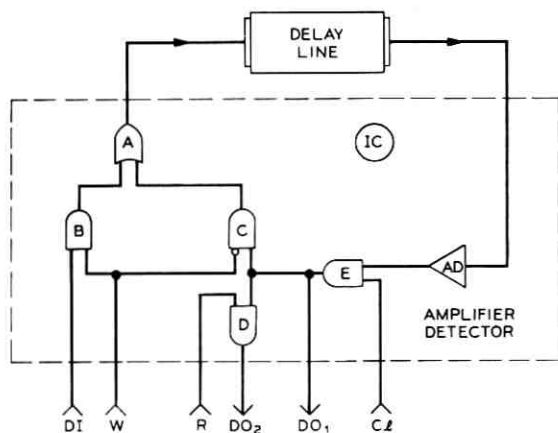 DELAY
LINE
A
IC
B
C
E
AD
D
AMPLIFIER
DETECTOR
DI
W
R
DO₂
DO₁
Cℓ